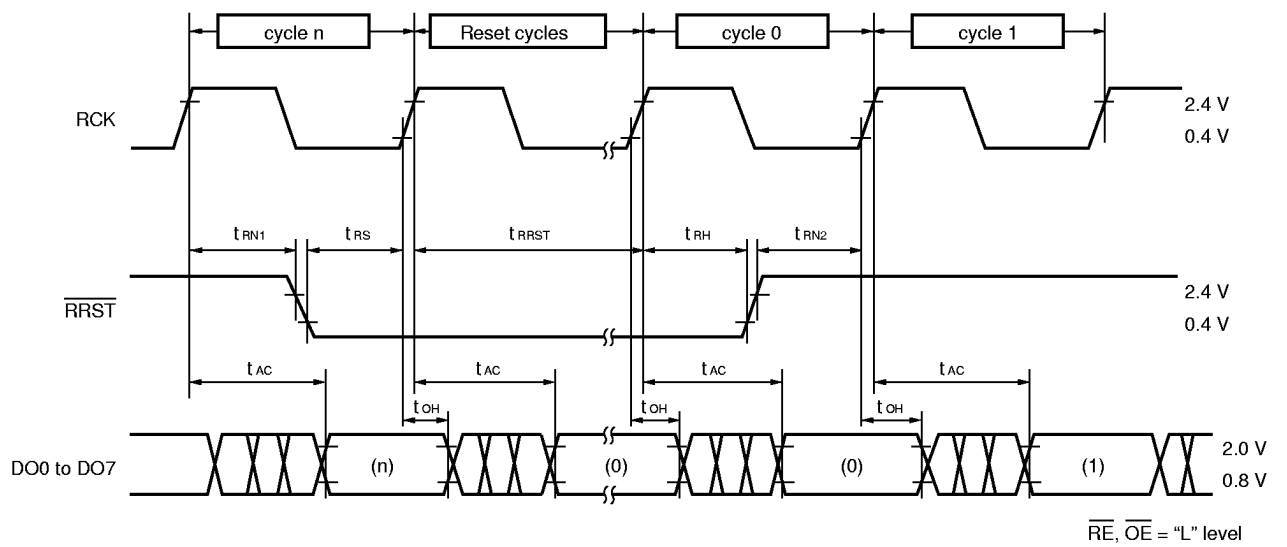 cycle n Reset cycles cycle 0 cycle 1
RCK
2.4 V
0.4 V
tRN1 tRS tRRST tRH tRN2
RRST
2.4 V
0.4 V
tAC tAC tAC tAC
tOH tOH tOH
DO0 to DO7
(n) (0) (0) (1)
2.0 V
0.8 V
RE, OE = “L” level